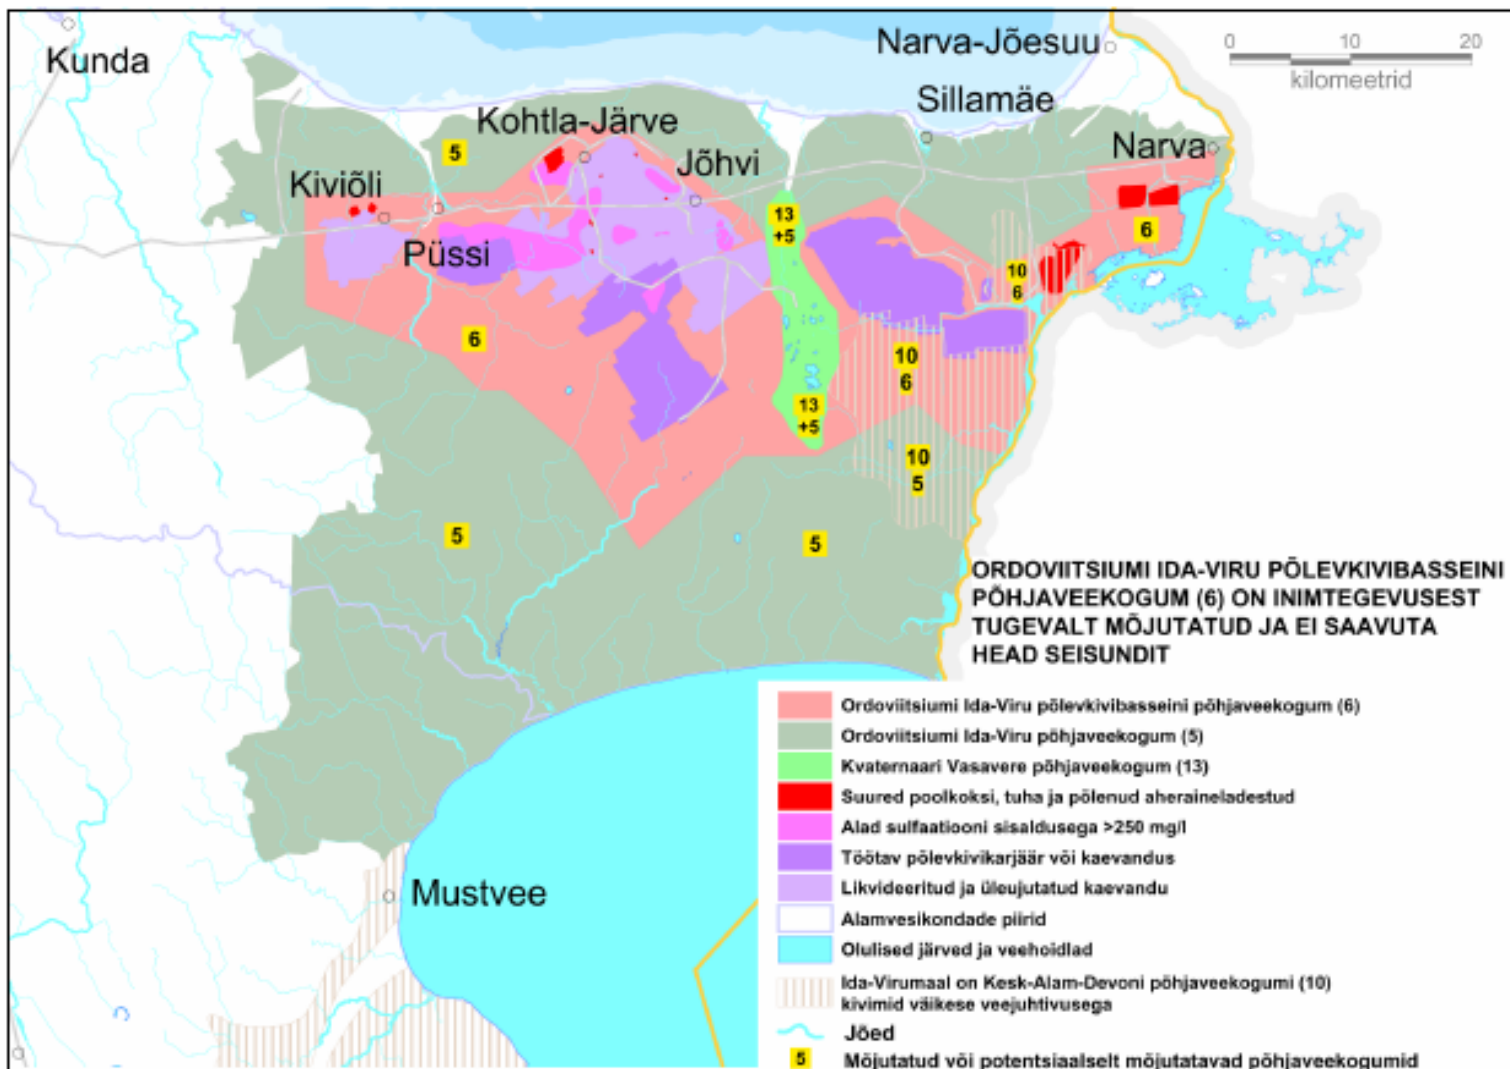 Kunda
Narva-Jõesuu
0 10 20
kilomeetrid
Sillamäe
Kohtla-Järve
5
Jõhvi
Narva
Kiviõli
13
+5
6
Püssi
10
6
6
10
6
13
+5
10
5
5
5
ORDOVIITSIUMI IDA-VIRU PÕLEVKIVIBASSEINI
PÕHJAVEEKOGUM (6) ON INIMTEGEVUSEST
TUGEVALT MÕJUTATUD JA EI SAAVUTA
HEAD SEISUNDIT
Ordoviitsiumi Ida-Viru põlevkivibasseini põhjaveekogum (6)
Ordoviitsiumi Ida-Viru põhjaveekogum (5)
Kvaternaari Vasavere põhjaveekogum (13)
Suured poolkoksi, tuha ja põlenud aheraineladestud
Alad sulfaatiooni sisaldusega >250 mg/l
Töötav põlevkivikarjäär või kaevandus
Likvideeritud ja üleujutatud kaevandu
Alamvesikondade piirid
Olulised järved ja veehoidlad
Ida-Virumaal on Kesk-Alam-Devoni põhjaveekogumi (10)
kivimid väikese veejuhtivusega
Jõed
5 Mõjutatud või potentsiaalselt mõjutatavad põhjaveekogumid
Mustvee